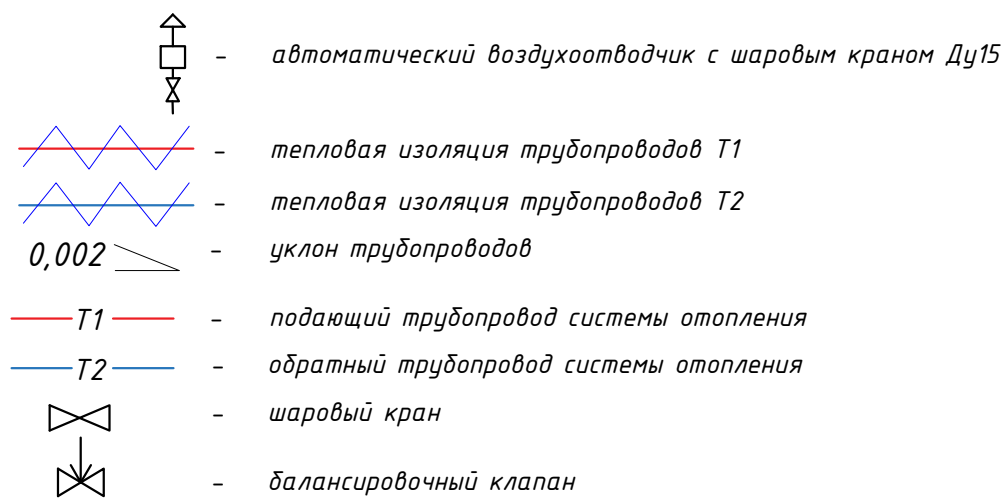 - автоматический воздухоотводчик с шаровым краном Ду15
- тепловая изоляция трубопроводов Т1
- тепловая изоляция трубопроводов Т2
0,002 - уклон трубопроводов
Т1 - подающий трубопровод системы отопления
Т2 - обратный трубопровод системы отопления
- шаровый кран
- балансировочный клапан